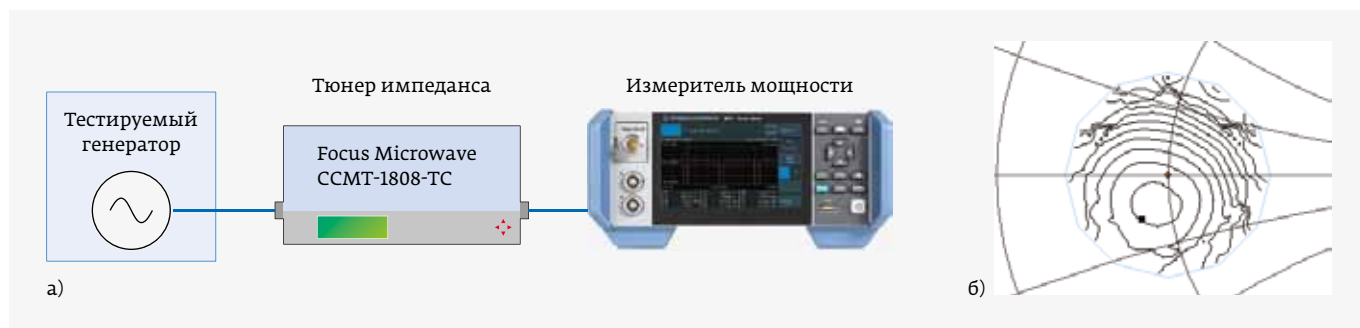 Тюнер импеданса
Измеритель мощности
Тестируемый
генератор
Focus Microwave
CCMT-1808-TC
а)
б)